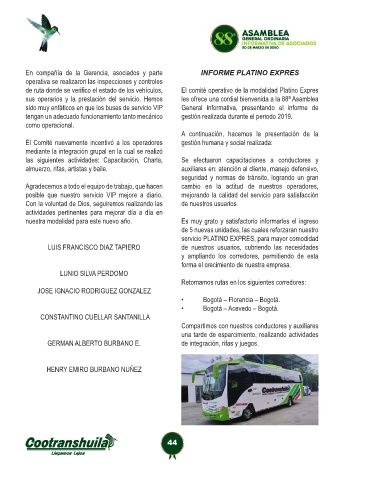 88ª
ASAMBLEA
GENERAL ORDINARIA
INFORMATIVA DE ASOCIADOS
En compañía de la Gerencia, asociados y parte
operativa se realizaron las inspecciones y controles
de ruta donde se verifico el estado de los vehículos,
sus operarios y la prestación del servicio. Hemos
sido muy enfáticos en que los buses de servicio VIP
tengan un adecuado funcionamiento tanto mecánico
como operacional.
El Comité nuevamente incentivó a los operadores
mediante la integración grupal en la cual se realizó
las siguientes actividades: Capacitación, Charla,
almuerzo, rifas, artistas y baile.
Agradecemos a todo el equipo de trabajo, que hacen
posible que nuestro servicio VIP mejore a diario.
Con la voluntad de Dios, seguiremos realizando las
actividades pertinentes para mejorar día a día en
nuestra modalidad para este nuevo año.
LUIS FRANCISCO DIAZ TAPIERO
LUNIO SILVA PERDOMO
JOSE IGNACIO RODRIGUEZ GONZALEZ
CONSTANTINO CUELLAR SANTANILLA
GERMAN ALBERTO BURBANO E.
HENRY EMIRO BURBANO NUÑEZ
INFORME PLATINO EXPRES
El comité operativo de la modalidad Platino Expres
les ofrece una cordial bienvenida a la 88ª Asamblea
General Informativa, presentando el informe de
gestión realizada durante el periodo 2019.
A continuación, hacemos la presentación de la
gestión humana y social realizada:
Se efectuaron capacitaciones a conductores y
auxiliares en: atención al cliente, manejo defensivo,
seguridad y normas de tránsito, logrando un gran
cambio en la actitud de nuestros operadores,
mejorando la calidad del servicio para satisfacción
de nuestros usuarios.
Es muy grato y satisfactorio informarles el ingreso
de 5 nuevas unidades, las cuales reforzaran nuestro
servicio PLATINO EXPRES, para mayor comodidad
de nuestros usuarios, cubriendo las necesidades
y ampliando los corredores, permitiendo de esta
forma el crecimiento de nuestra empresa.
Retomamos rutas en los siguientes corredores:
• Bogotá – Florencia – Bogotá.
• Bogotá – Acevedo – Bogotá.
Compartimos con nuestros conductores y auxiliares
una tarde de esparcimiento, realizando actividades
de integración, rifas y juegos.
Cootranshuila
Cootranshuila
Llegamos Lejos
44